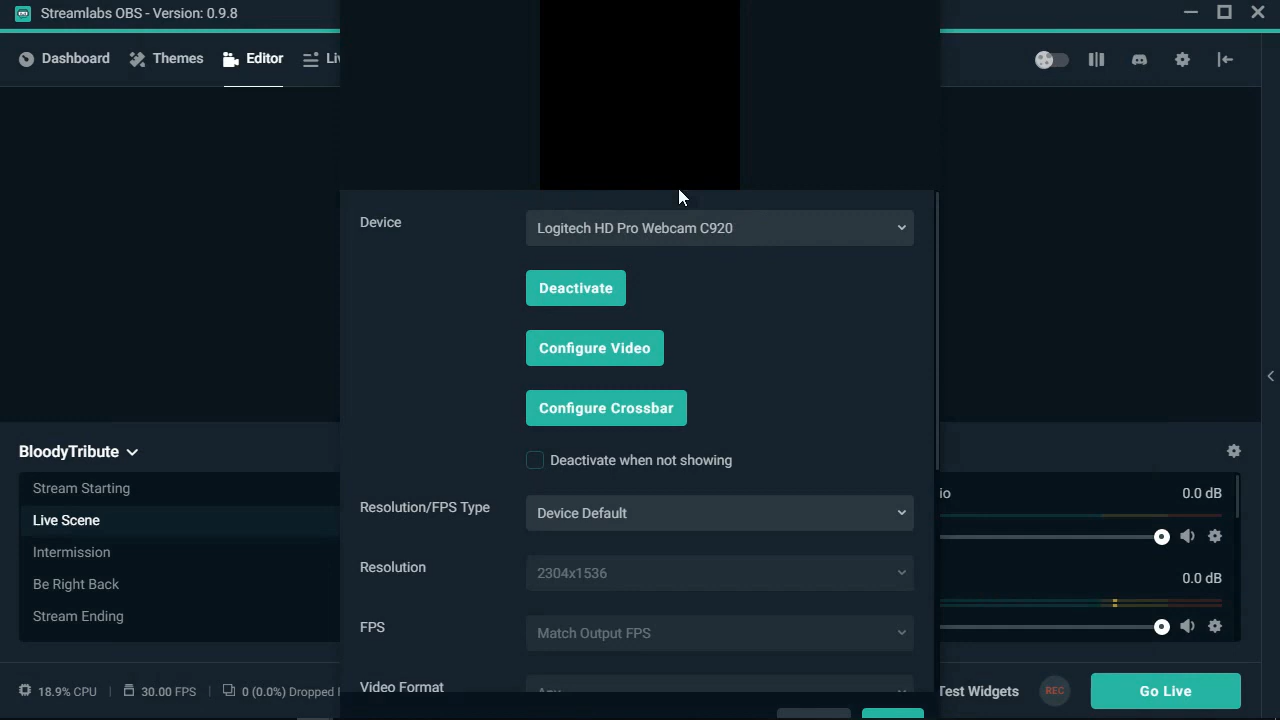 Streamlabs OBS - Version: 0.9.8
Dashboard
Themes
Editor
Device
Logitech HD Pro Webcam C920
Deactivate
Configure Video
Configure Crossbar
Deactivate when not showing
Resolution/FPS Type
Device Default
Resolution
2304x1536
FPS
Match Output FPS
Video Format
BloodyTribute
Stream Starting
Live Scene
Intermission
Be Right Back
Stream Ending
io
0.0 dB
0.0 dB
18.9% CPU
30.00 FPS
0 (0.0%) Dropped
Test Widgets
REC
Go Live